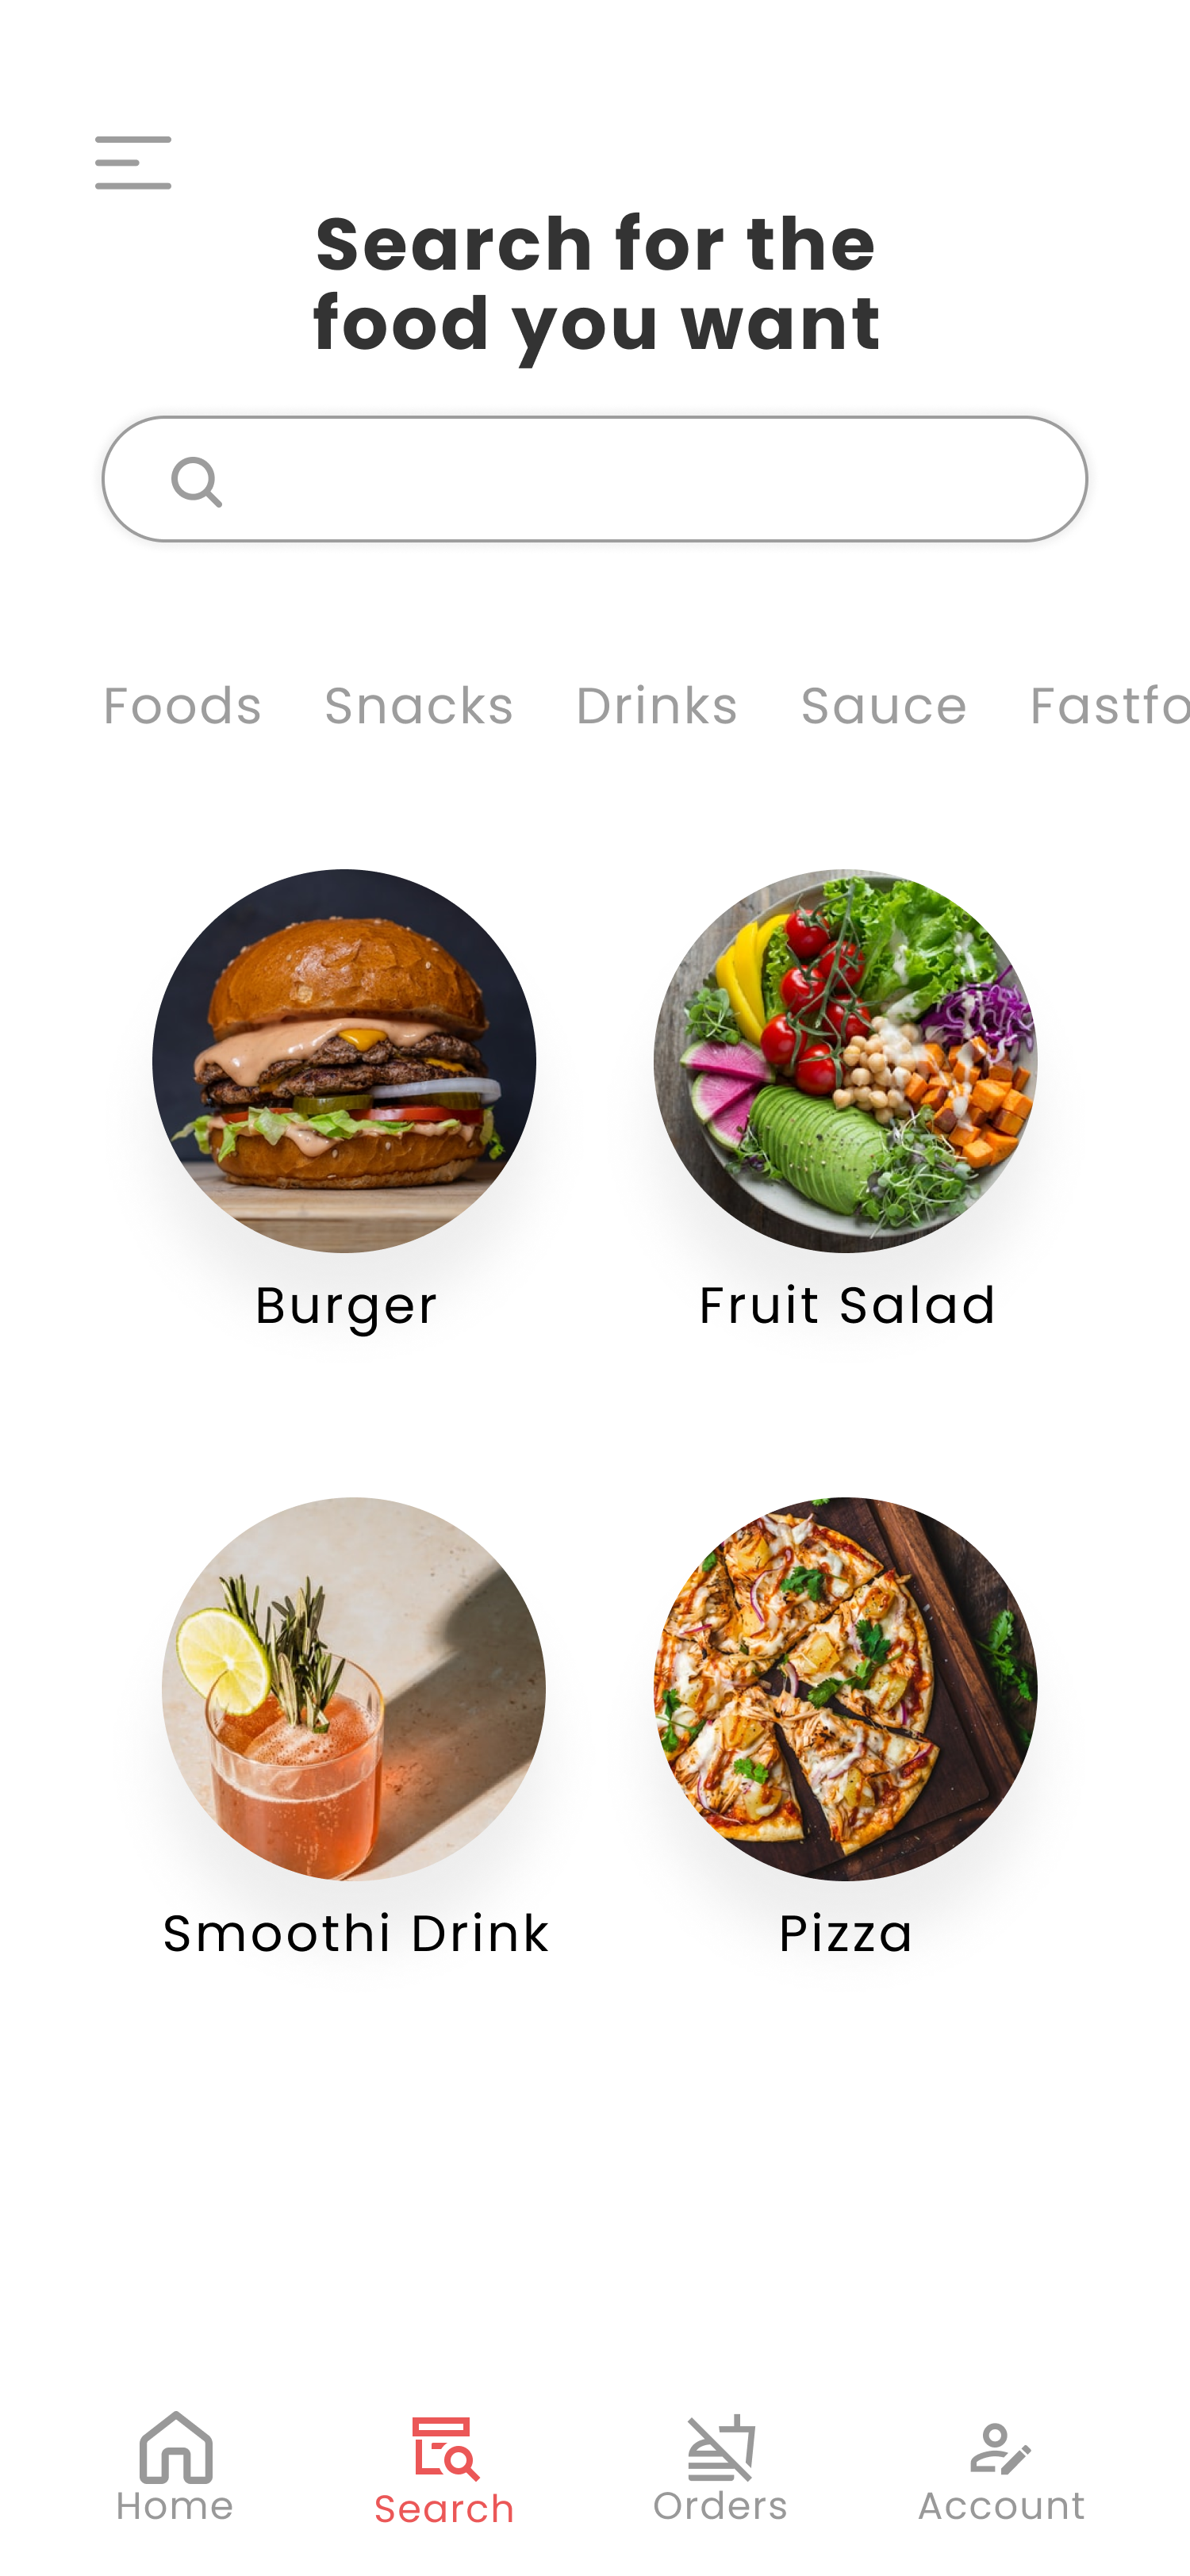 Search for the
food you want
Foods Snacks Drinks Sauce Fastfo
Burger Fruit Salad
Smoothi Drink Pizza
Home Search Orders Account